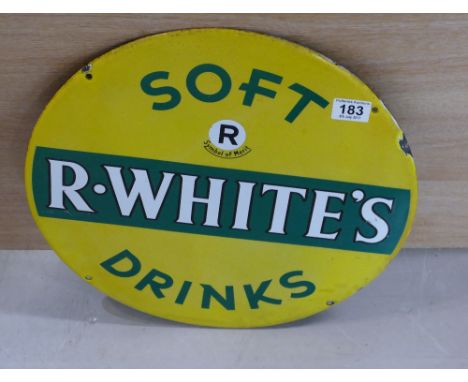 SOFT
R
Symbol of Merit
R·WHITE'S
DRINKS
183